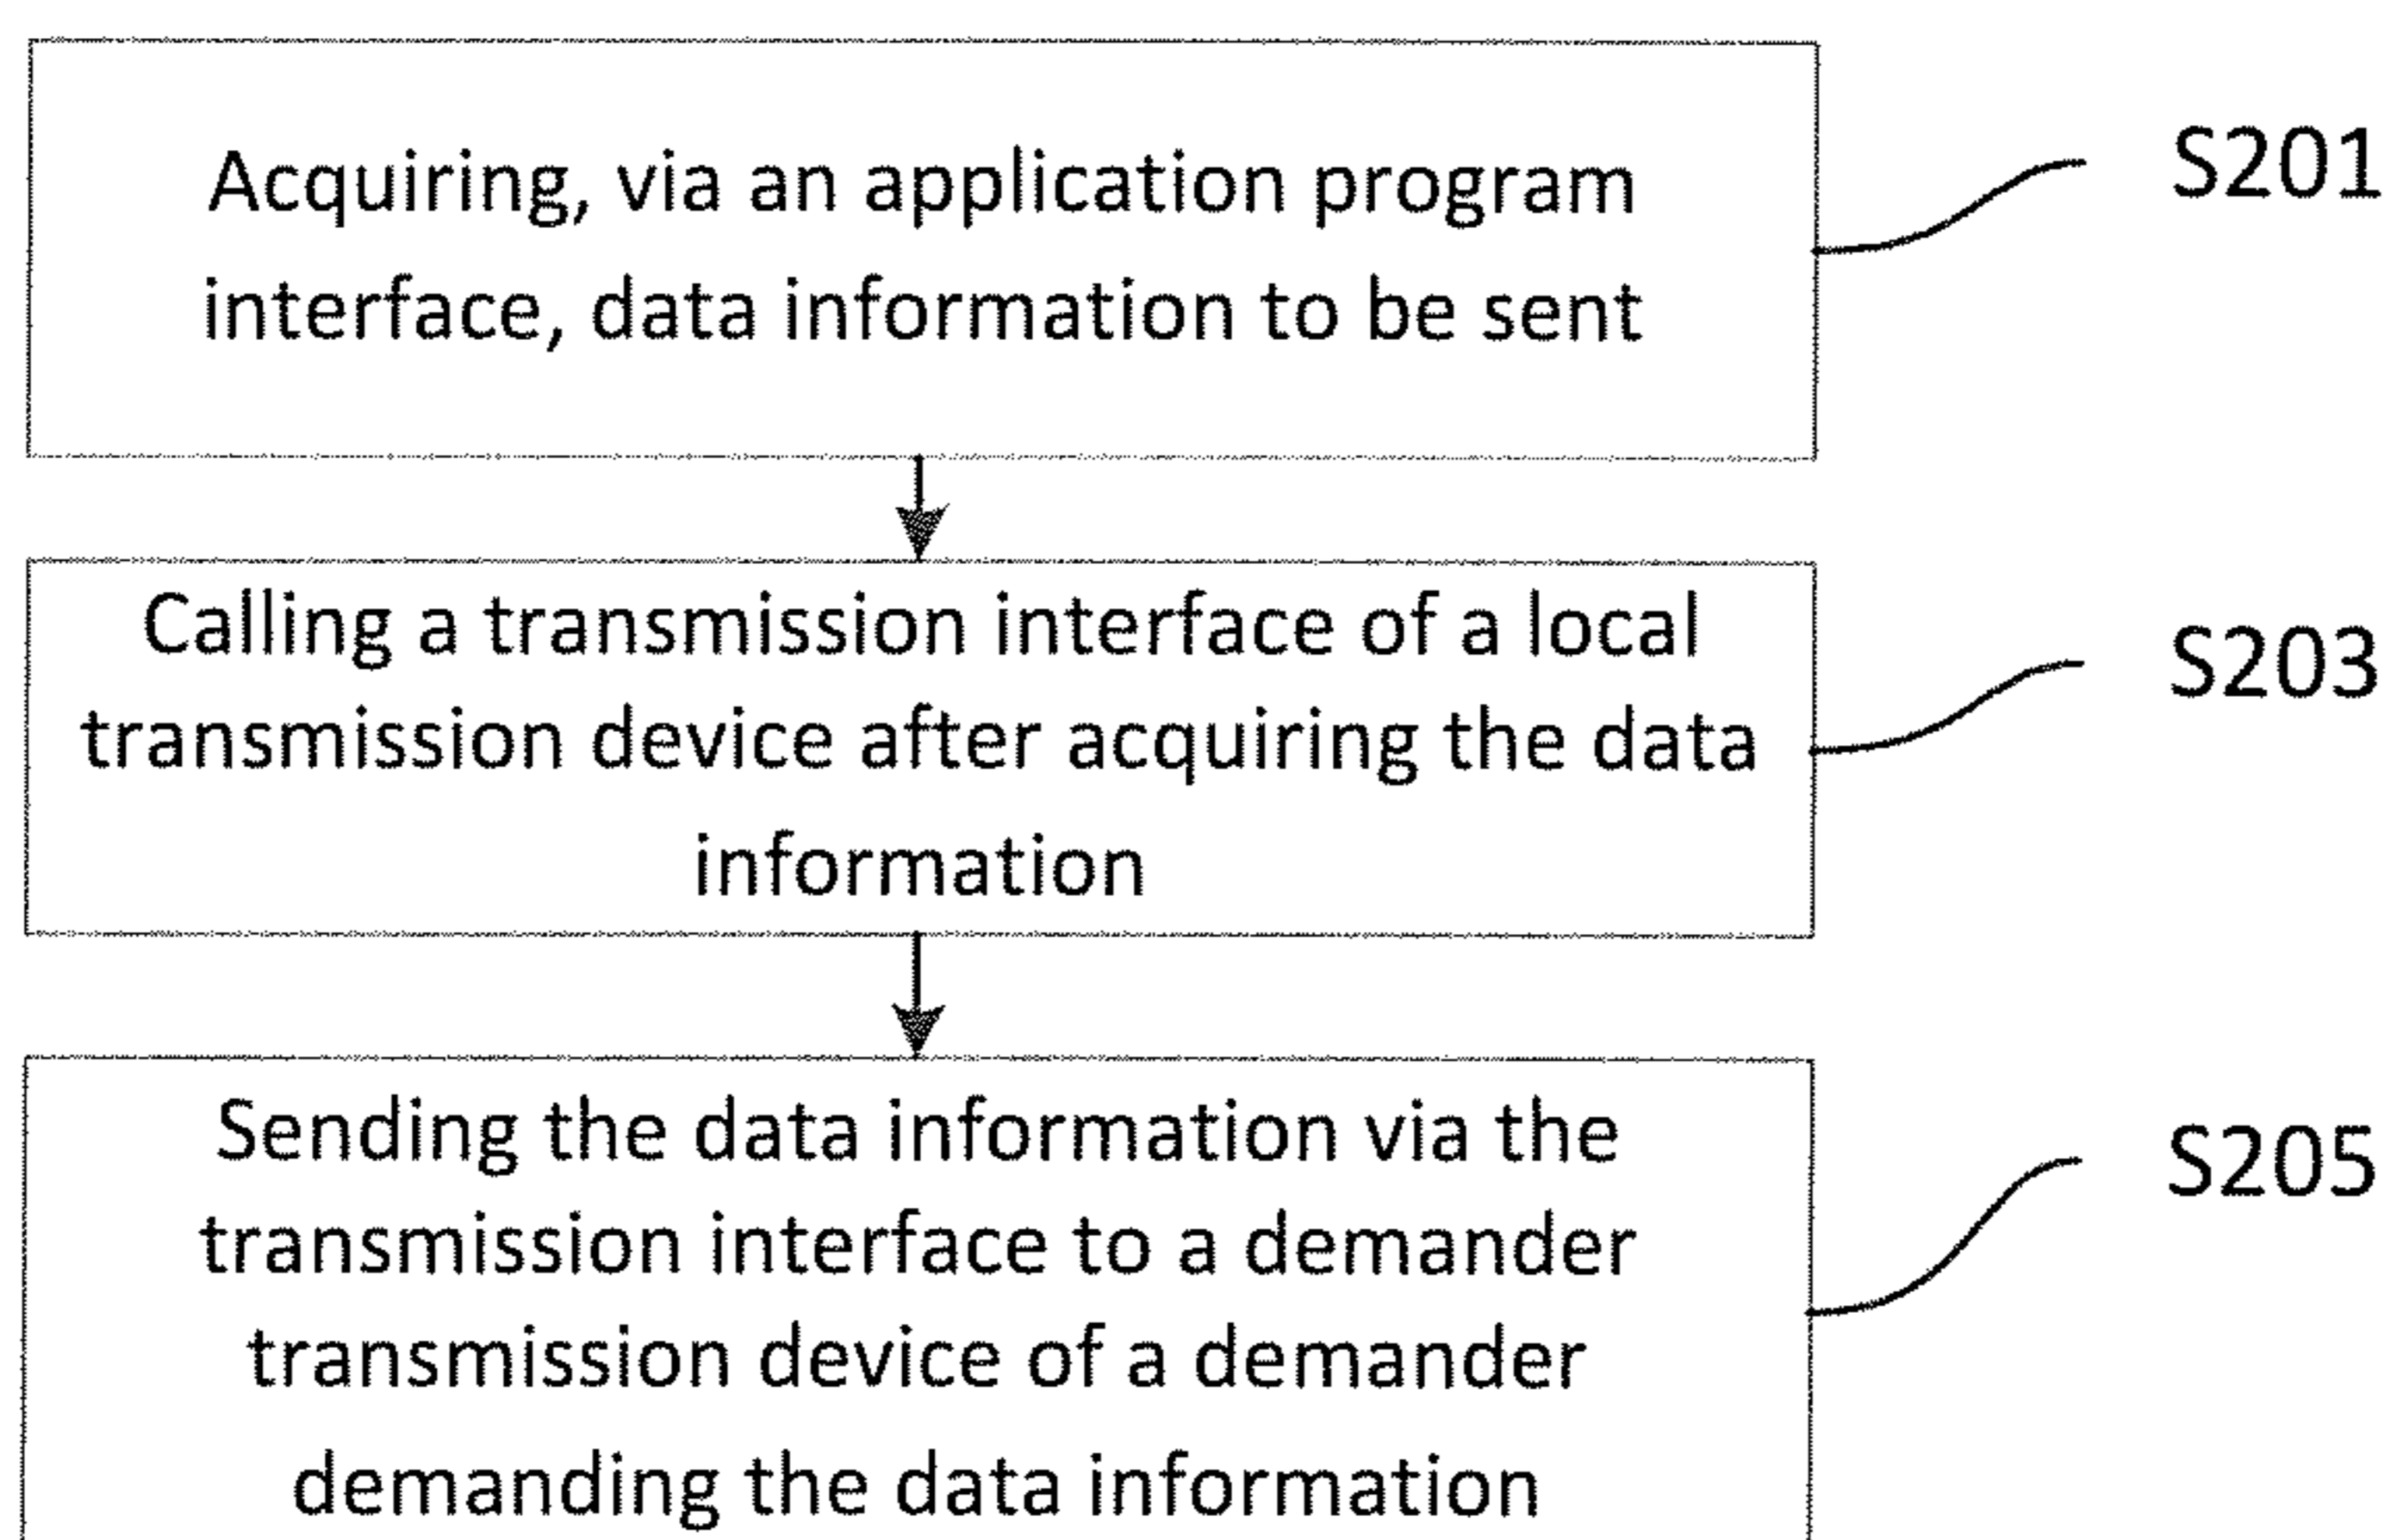 Acquiring, via an application program
interface, data information to be sent
S201
Calling a transmission interface of a local
transmission device after acquiring the data
information
S203
Sending the data information via the
transmission interface to a demander
transmission device of a demander
demanding the data information
S205